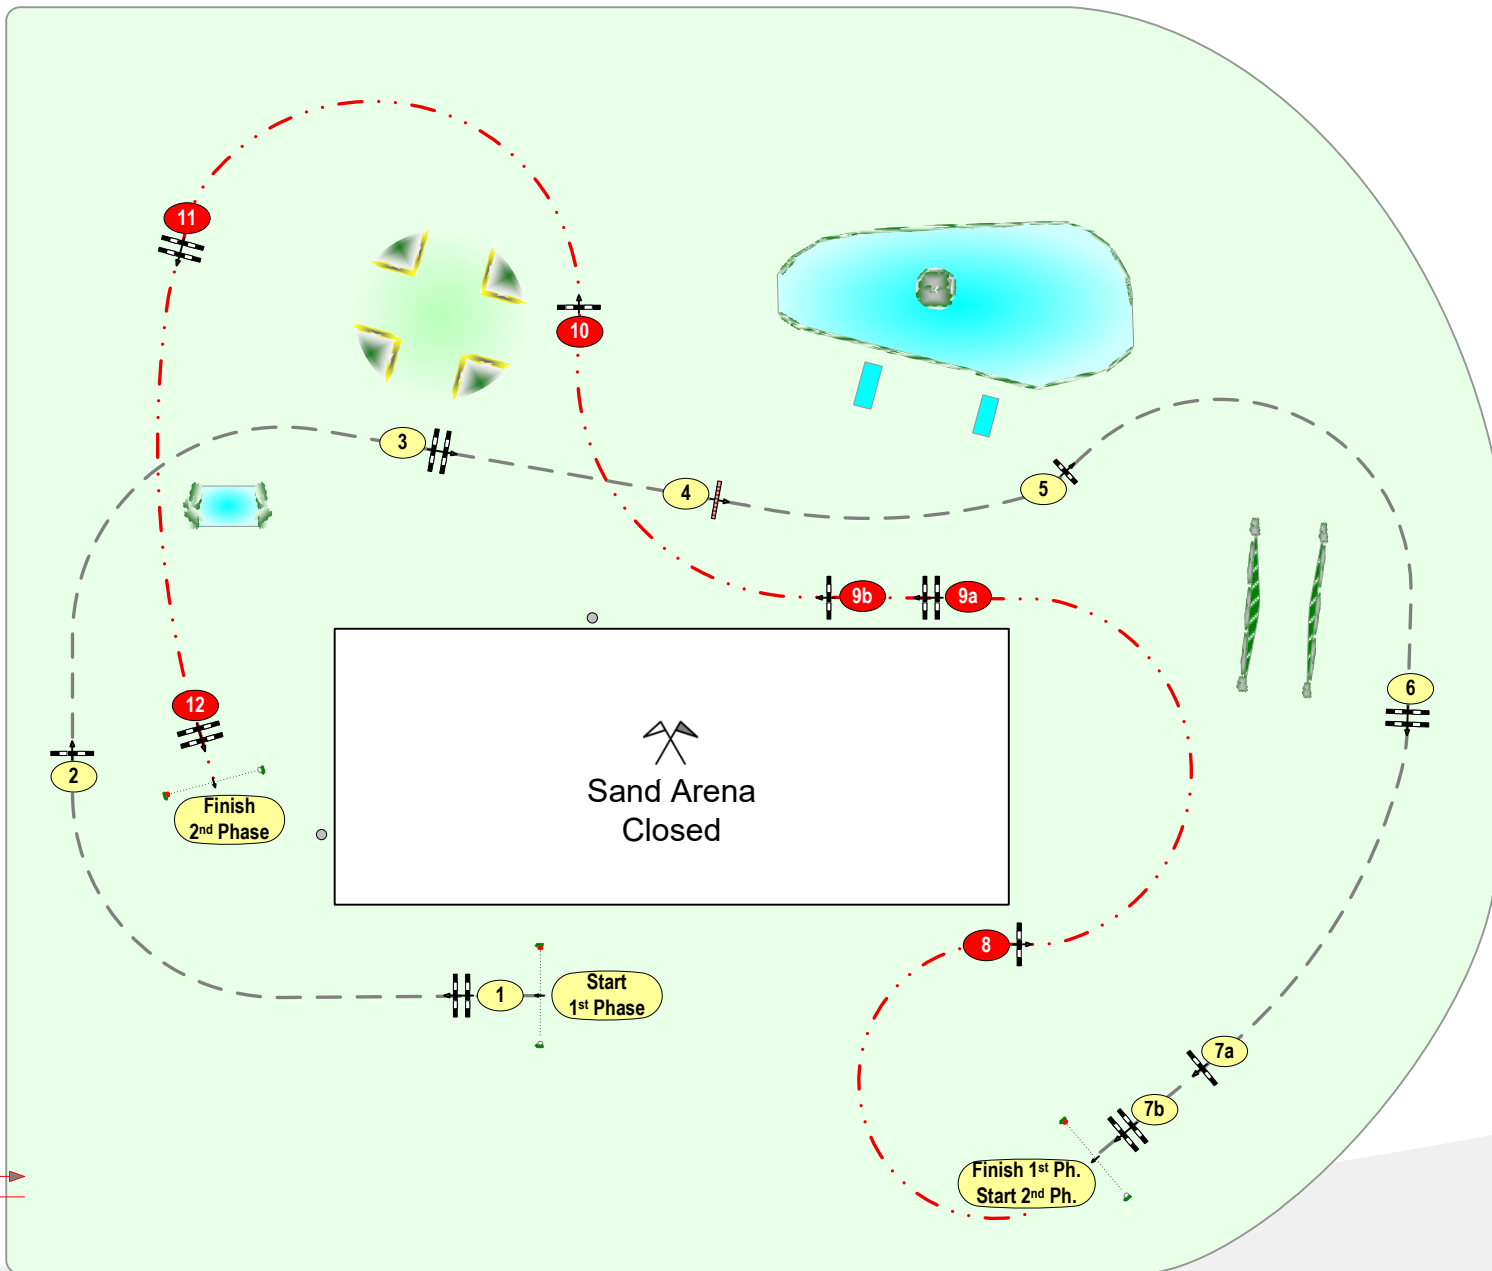 11
10
3
4
5
9b
9a
6
12
2
Finish
2nd Phase
Sand Arena
Closed
8
1
Start
1st Phase
7a
7b
Finish 1st Ph.
Start 2nd Ph.